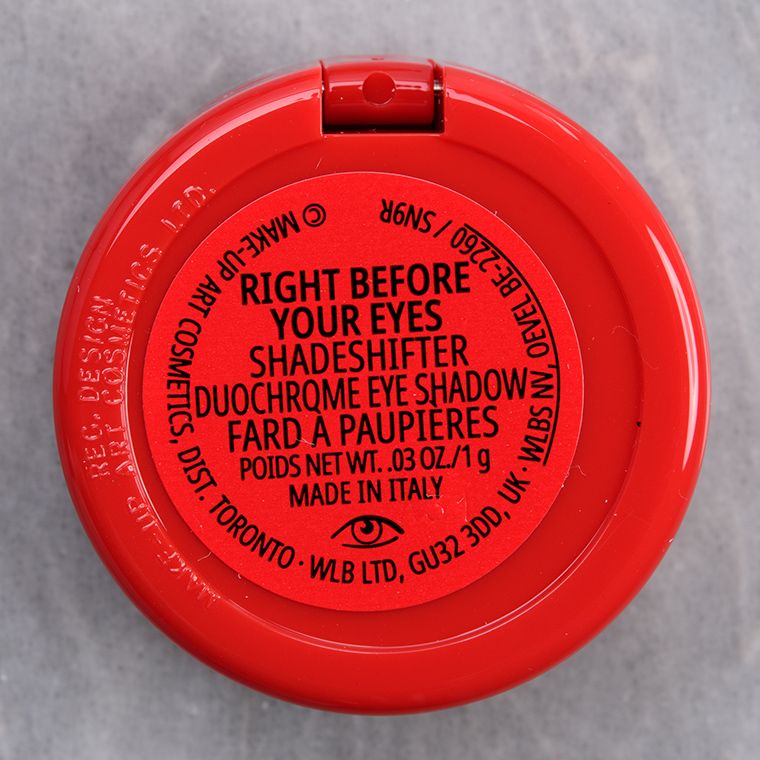 RIGHT BEFORE
YOUR EYES
SHADESHIFTER
DUOCHROME EYE SHADOW
FARD À PAUPIÈRES
POIDS NET WT. .03 OZ./1 g
MADE IN ITALY
© MAKE-UP ART COSMETICS, DIST. TORONTO · WLB LTD, GU32 3DD, UK · WLBS NV, OEVEL BE-2260 / SN9R
REG. DESIGN
MAKE-UP ART COSMETICS LTD.